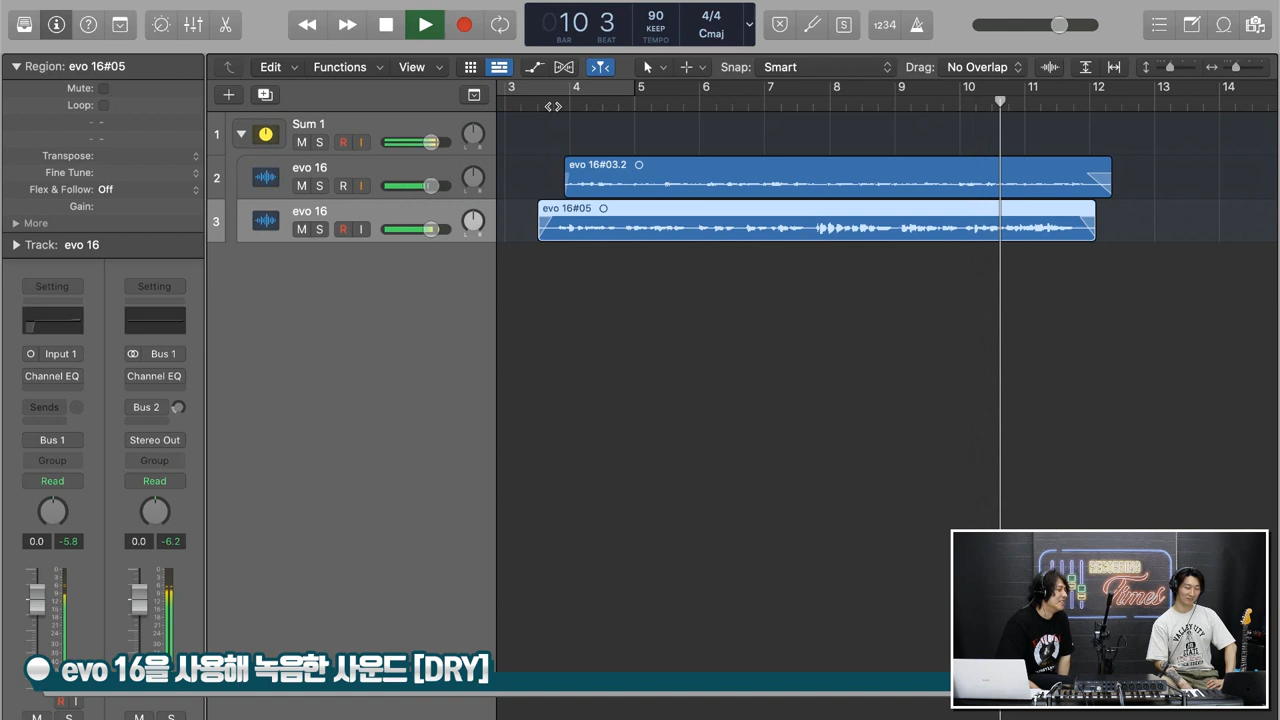 10 3
BAR BEAT
90
KEEP
TEMPO
4/4
Cmaj
S
1234
Region: evo 16#05
Mute:
Loop:
Transpose:
Fine Tune:
Flex & Follow: Off
Gain:
More
Track: evo 16
Edit
Functions
View
Snap: Smart
Drag: No Overlap
3 4 5 6 7 8 9 10 11 12 13 14
1
Sum 1
M S R I
L R
2
evo 16
M S R I
L R
3
evo 16
M S R I
L R
evo 16#03.2
evo 16#05
Setting
Setting
Input 1
Bus 1
Channel EQ
Channel EQ
Sends
Bus 2
Bus 1
Stereo Out
Group
Group
Read
Read
0.0 -5.8
0.0 -6.2
R I
M S
M S
evo 16을 사용해 녹음한 사운드 [DRY]
RECORDING
Times
VALLEY CITY